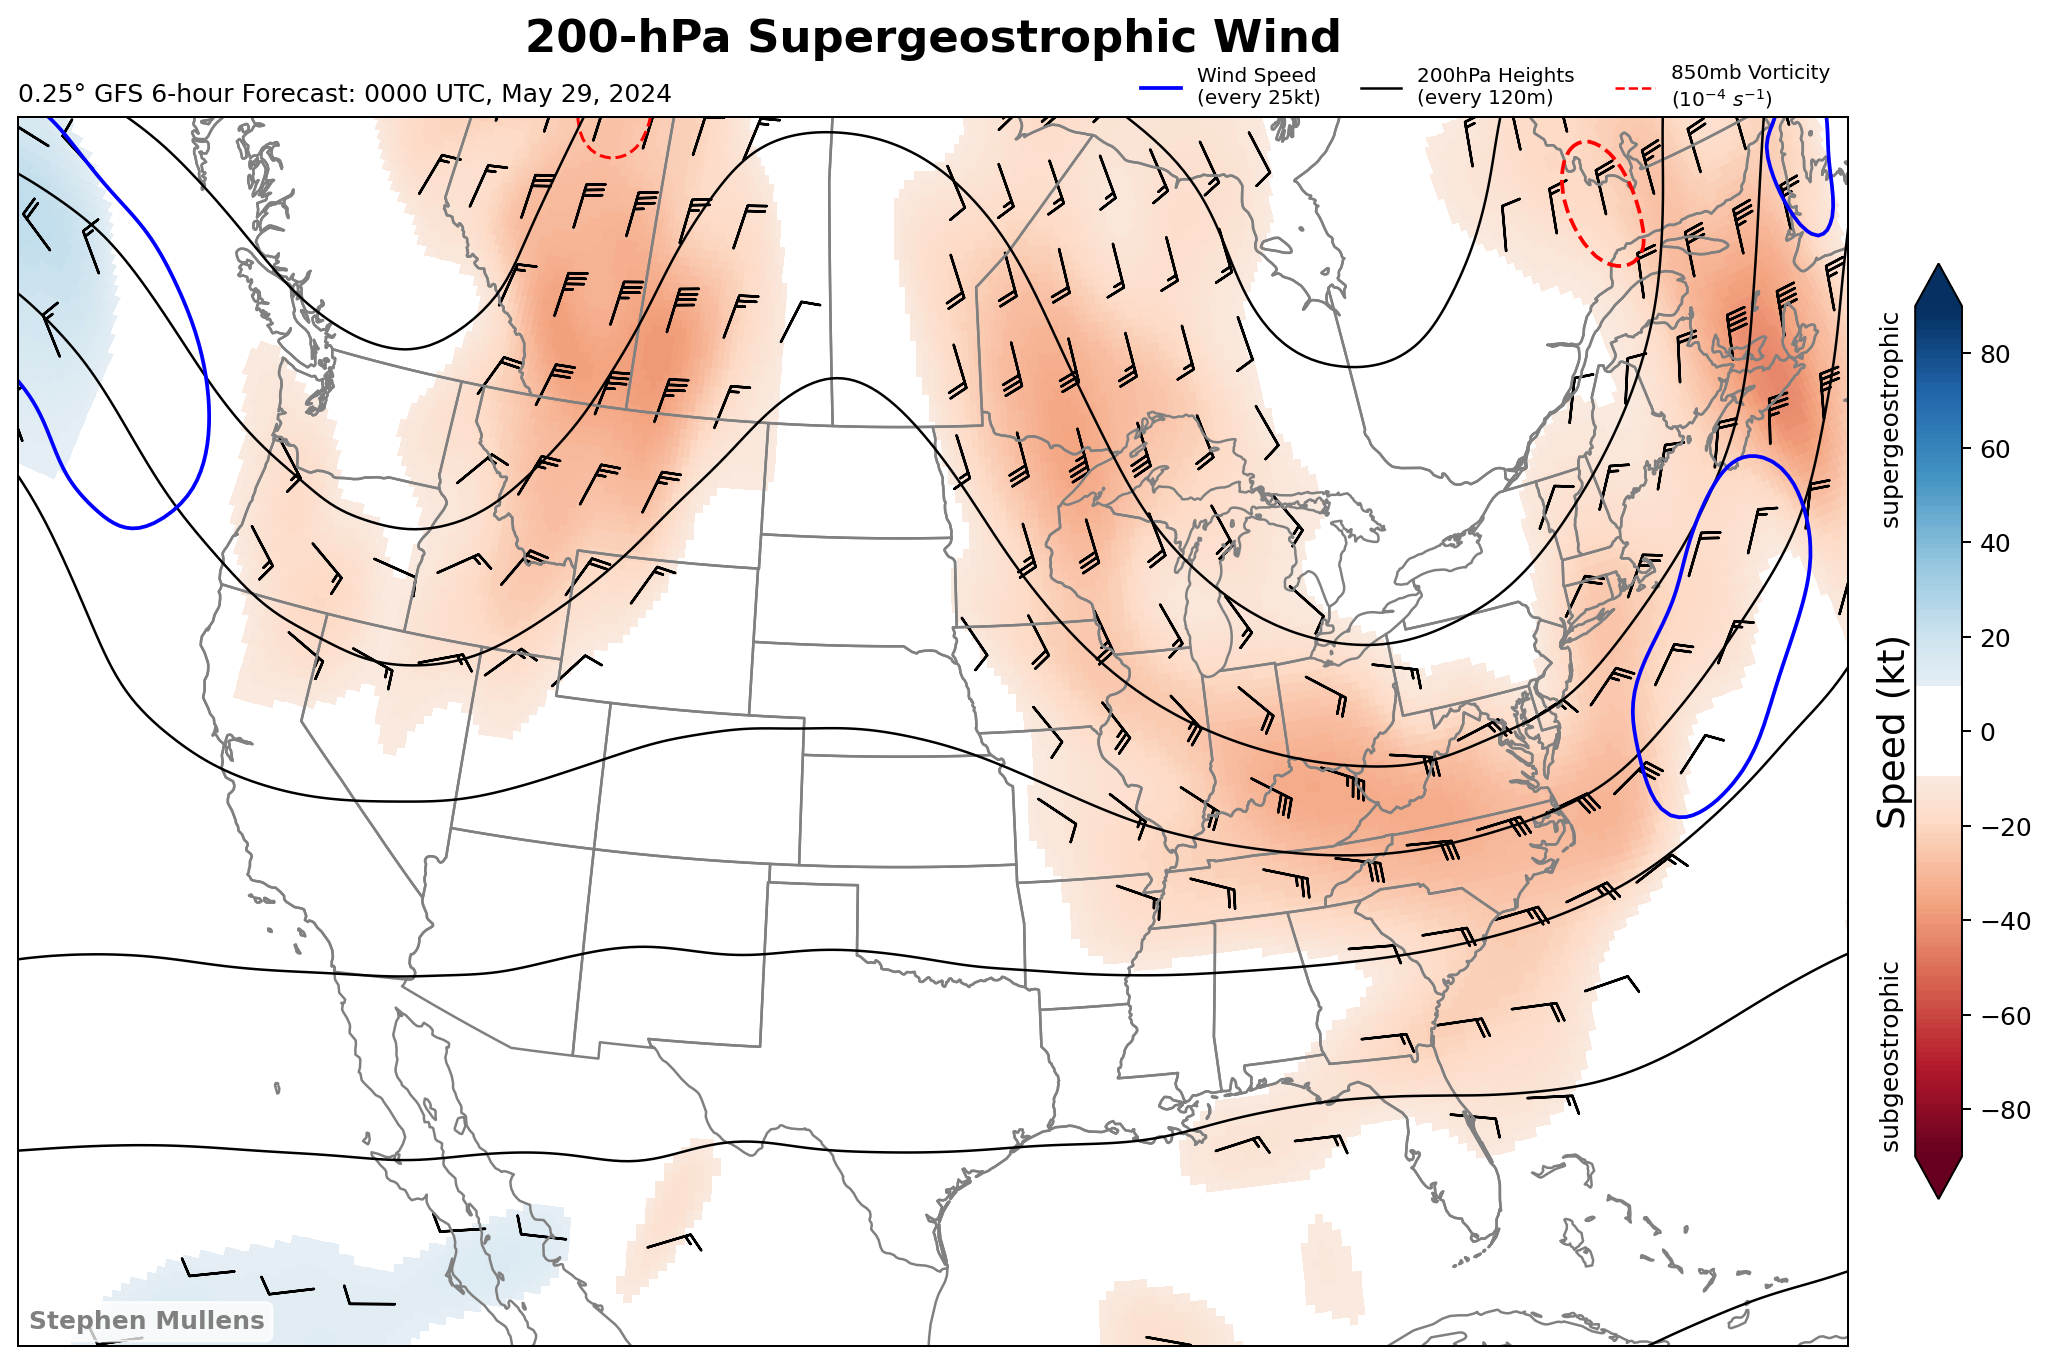 200-hPa Supergeostrophic Wind
0.25° GFS 6-hour Forecast: 0000 UTC, May 29, 2024
Wind Speed
(every 25kt)
200hPa Heights
(every 120m)
850mb Vorticity
(10⁻⁴ s⁻¹)
supergeostrophic
Speed (kt)
subgeostrophic
80
60
40
20
0
−20
−40
−60
−80
Stephen Mullens